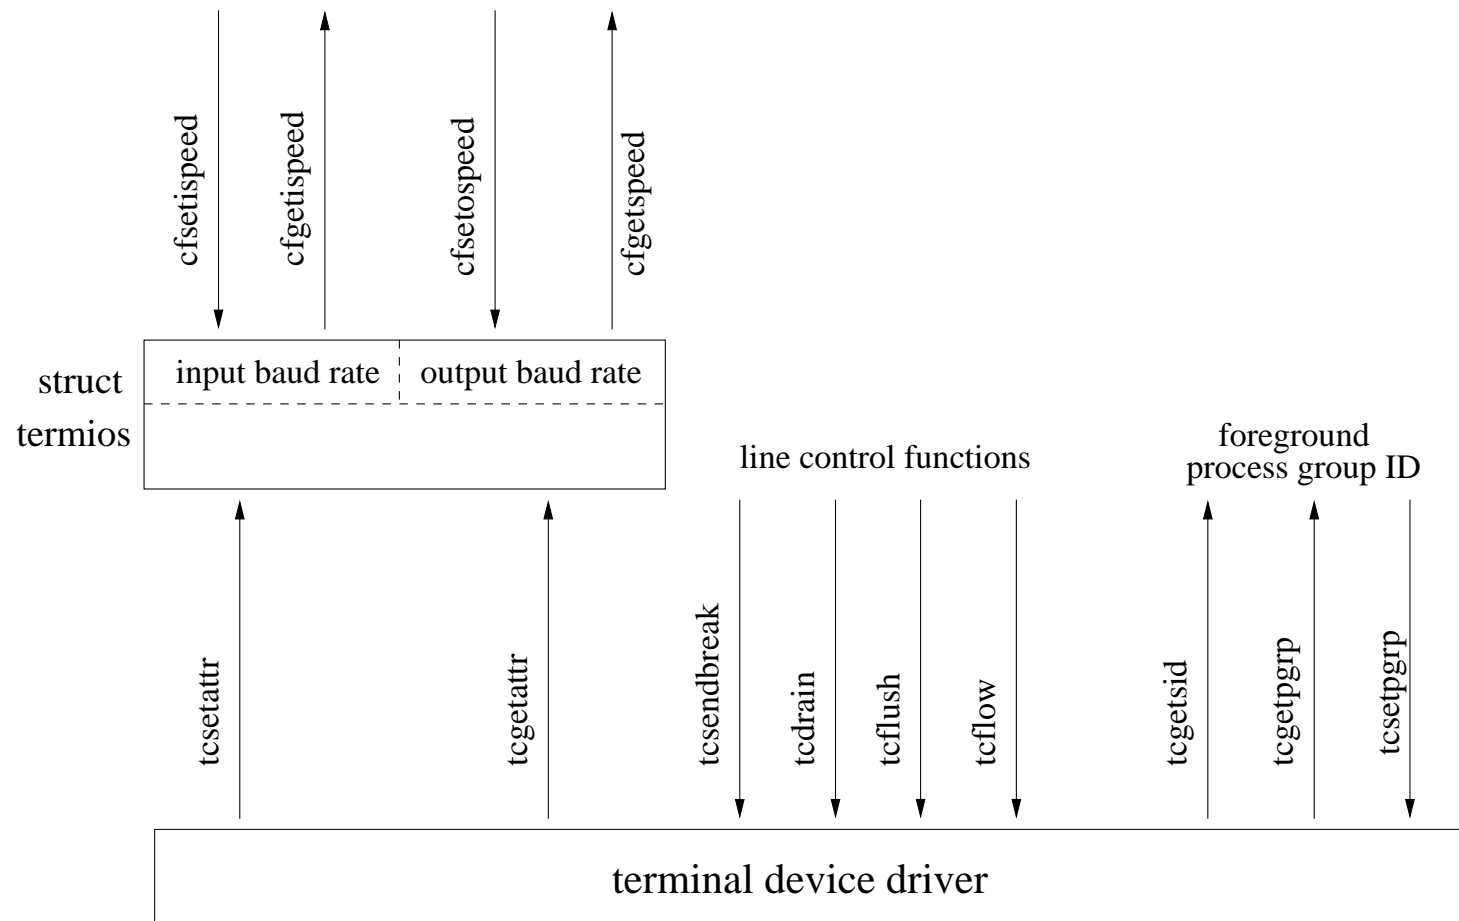 cfsetispeed
cfgetispeed
cfsetospeed
cfgetspeed
struct
termios
input baud rate
output baud rate
line control functions
foreground
process group ID
tcsetattr
tcgetattr
tcsendbreak
tcdrain
tcflush
tcflow
tcgetsid
tcgetpgrp
tcsetpgrp
terminal device driver